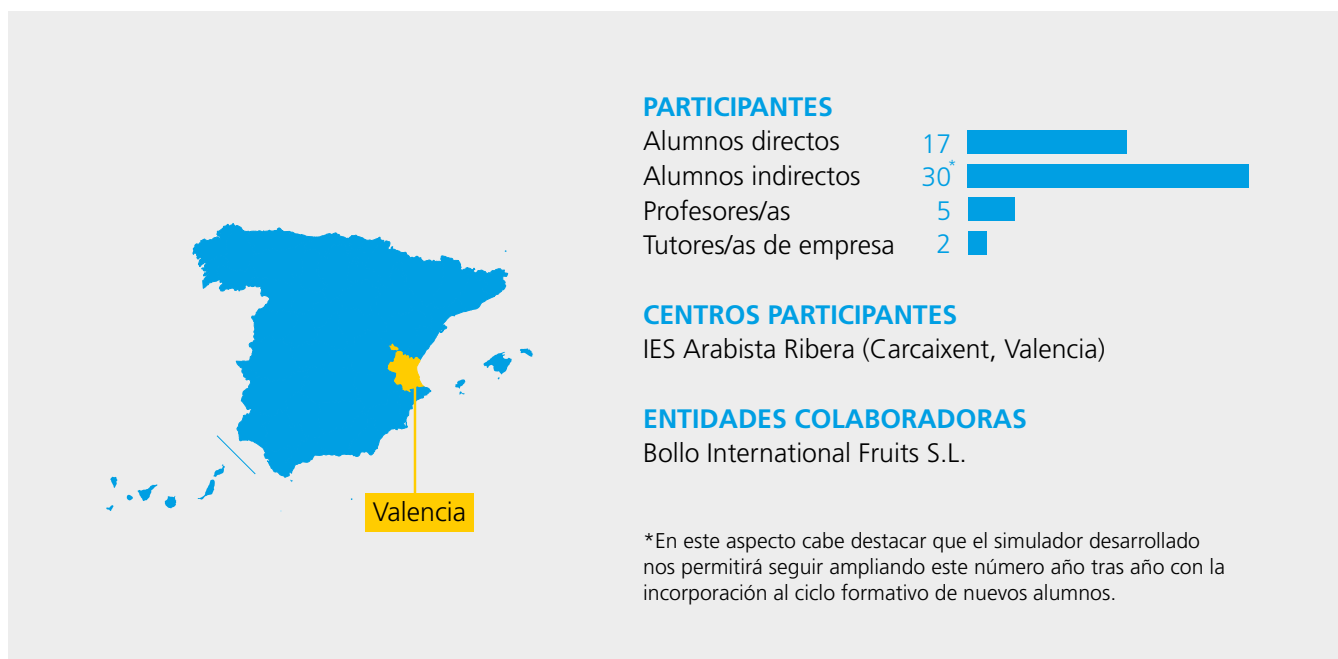 PARTICIPANTES
Alumnos directos 17
Alumnos indirectos 30*
Profesores/as 5
Tutores/as de empresa 2
CENTROS PARTICIPANTES
IES Arabista Ribera (Carcaixent, Valencia)
ENTIDADES COLABORADORAS
Bollo International Fruits S.L.
Valencia
*En este aspecto cabe destacar que el simulador desarrollado
nos permitirá seguir ampliando este número año tras año con la
incorporación al ciclo formativo de nuevos alumnos.